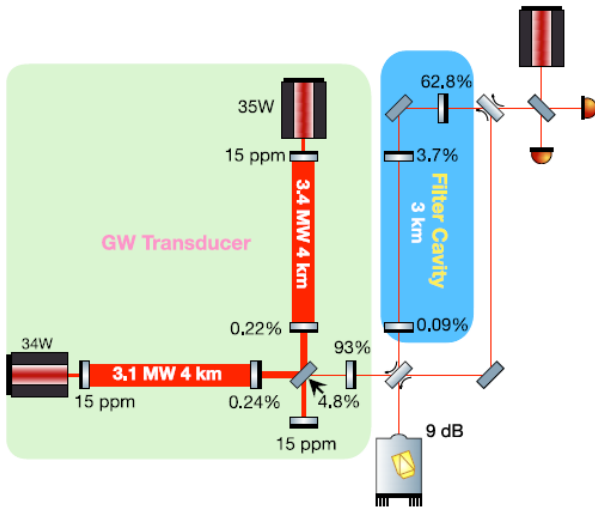 62.8%
35W
15 ppm
3.7%
3.4 MW 4 km
Filter Cavity
3 km
GW Transducer
0.22%
0.09%
34W
93%
3.1 MW 4 km
15 ppm
0.24%
4.8%
15 ppm
9 dB